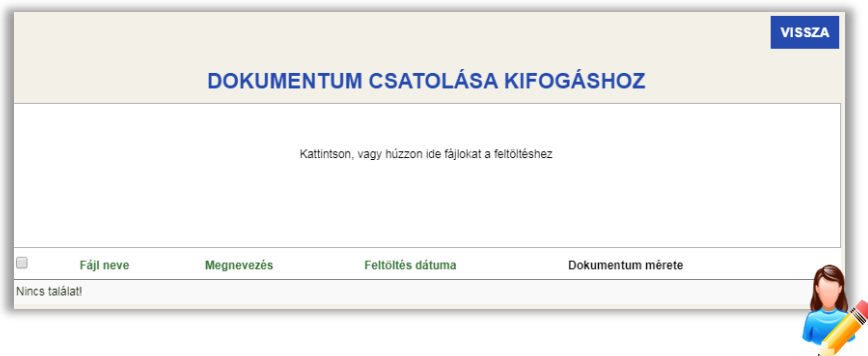 VISSZA
DOKUMENTUM CSATOLÁSA KIFOGÁSHOZ
Kattintson, vagy húzzon ide fájlokat a feltöltéshez
Fájl neve Megnevezés Feltöltés dátuma Dokumentum mérete
Nincs találat!